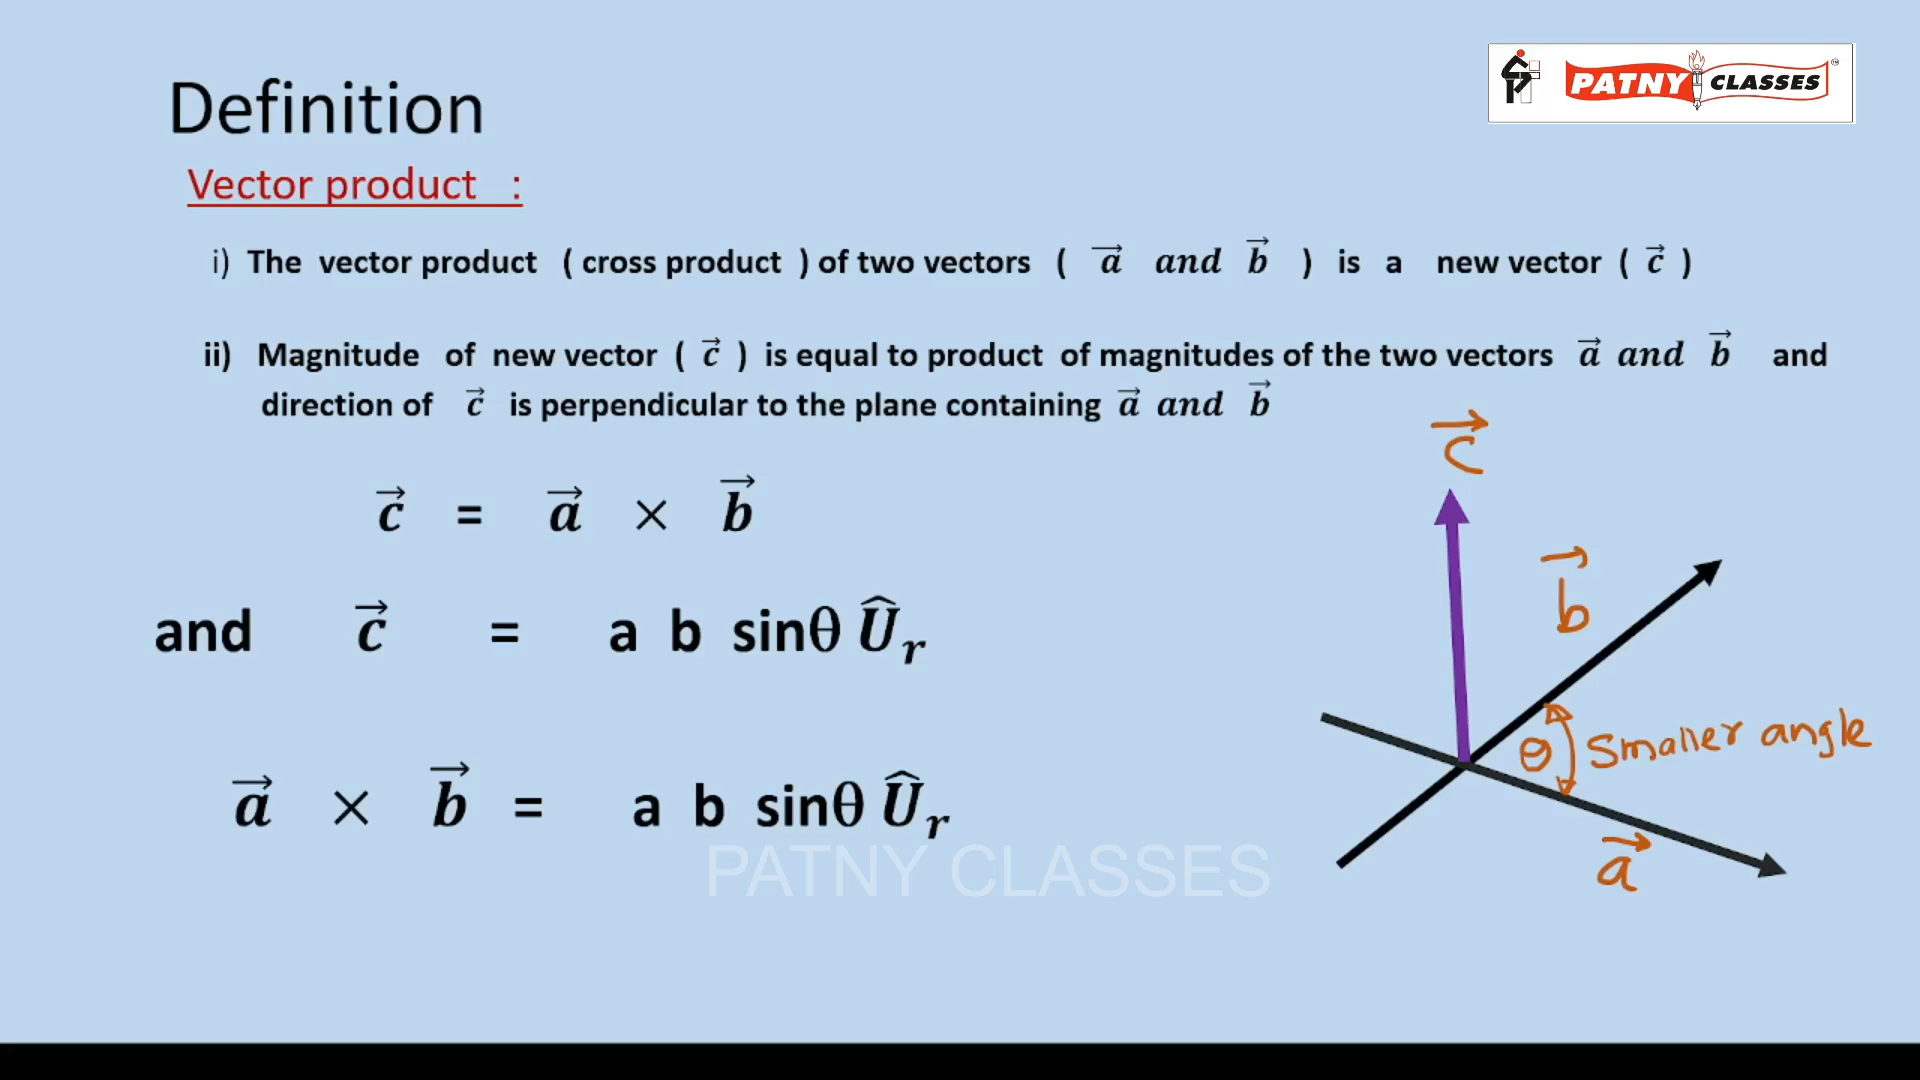 PATNY CLASSES ™
Definition
Vector product :
i) The vector product ( cross product ) of two vectors ( a⃗ and b⃗ ) is a new vector ( c⃗ )
ii) Magnitude of new vector ( c⃗ ) is equal to product of magnitudes of the two vectors a⃗ and b⃗ and
direction of c⃗ is perpendicular to the plane containing a⃗ and b⃗
c⃗ = a⃗ × b⃗
and c⃗ = a b sinθ Û_r
a⃗ × b⃗ = a b sinθ Û_r
c⃗
b⃗
θ Smaller angle
a⃗
PATNY CLASSES